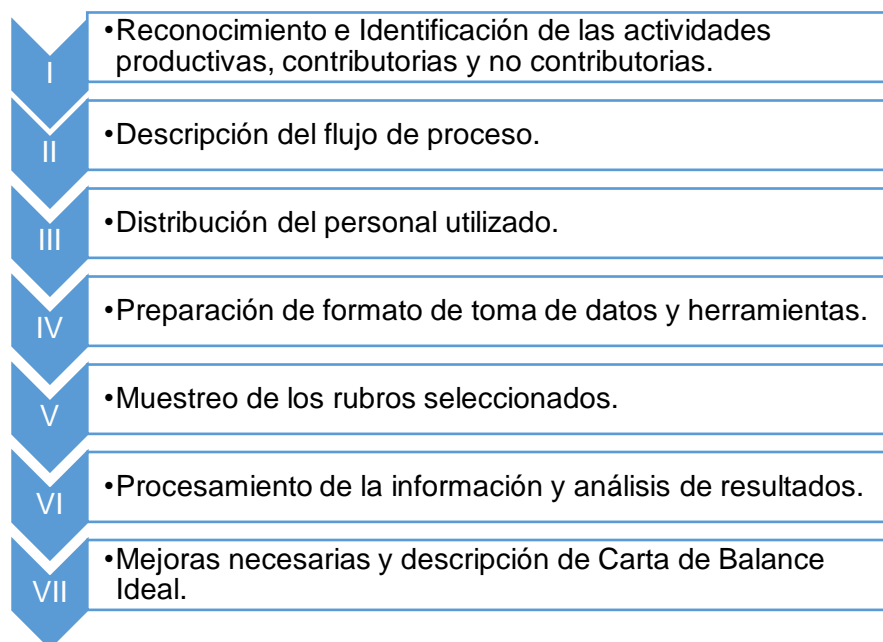 I
•Reconocimiento e Identificación de las actividades
productivas, contributorias y no contributorias.
II
•Descripción del flujo de proceso.
III
•Distribución del personal utilizado.
IV
•Preparación de formato de toma de datos y herramientas.
V
•Muestreo de los rubros seleccionados.
VI
•Procesamiento de la información y análisis de resultados.
VII
•Mejoras necesarias y descripción de Carta de Balance
Ideal.